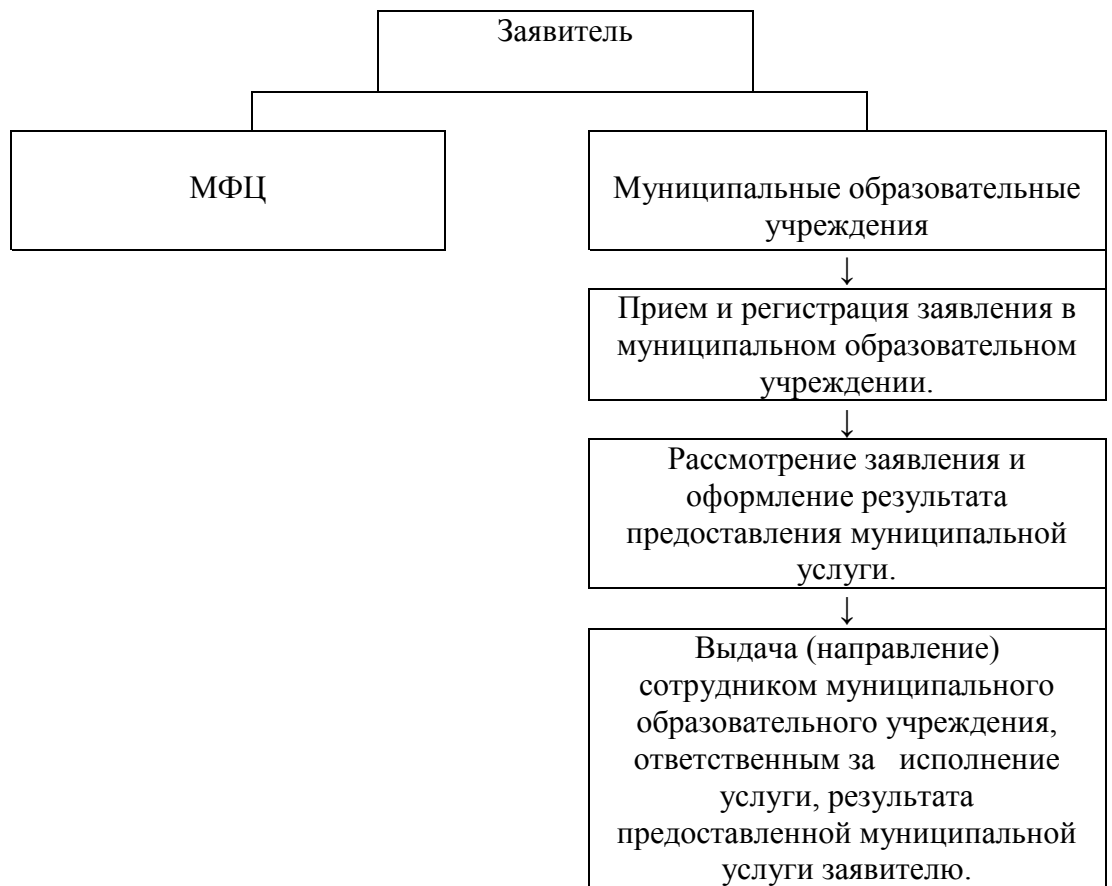 Заявитель
МФЦ
Муниципальные образовательные
учреждения
↓
Прием и регистрация заявления в
муниципальном образовательном
учреждении.
↓
Рассмотрение заявления и
оформление результата
предоставления муниципальной
услуги.
↓
Выдача (направление)
сотрудником муниципального
образовательного учреждения,
ответственным за исполнение
услуги, результата
предоставленной муниципальной
услуги заявителю.